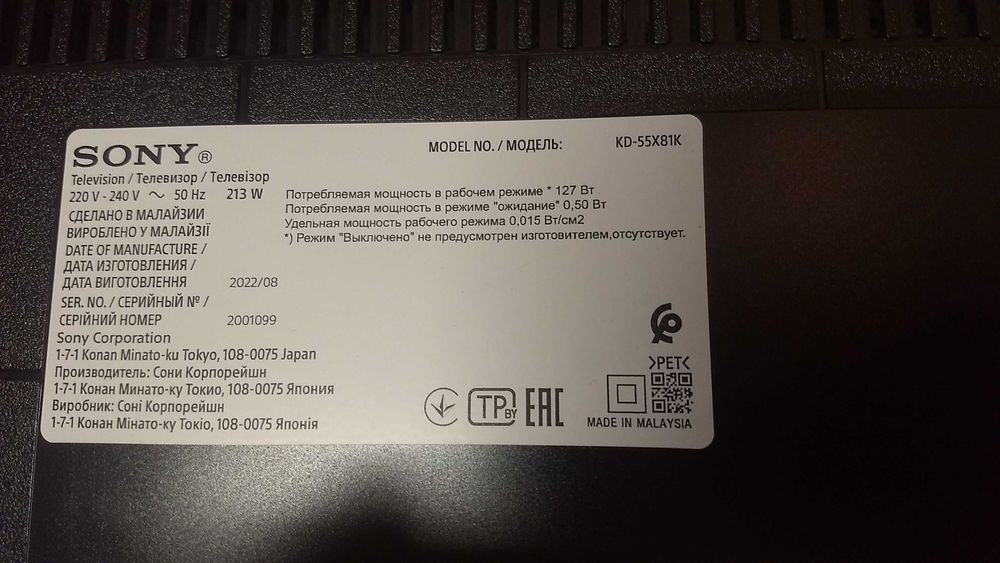 SONY®
MODEL NO. / МОДЕЛЬ: KD-55X81K
Television / Телевизор / Телевізор
220 V - 240 V ~ 50 Hz 213 W
СДЕЛАНО В МАЛАЙЗИИ
ВИРОБЛЕНО У МАЛАЙЗІЇ
DATE OF MANUFACTURE /
ДАТА ИЗГОТОВЛЕНИЯ /
ДАТА ВИГОТОВЛЕННЯ 2022/08
SER. NO. / СЕРИЙНЫЙ № /
СЕРІЙНИЙ НОМЕР 2001099
Sony Corporation
1-7-1 Konan Minato-ku Tokyo, 108-0075 Japan
Производитель: Сони Корпорейшн
1-7-1 Конан Минато-ку Токио, 108-0075 Япония
Виробник: Соні Корпорейшн
1-7-1 Конан Минато-ку Токіо, 108-0075 Японія
Потребляемая мощность в рабочем режиме * 127 Вт
Потребляемая мощность в режиме "ожидание" 0,50 Вт
Удельная мощность рабочего режима 0,015 Вт/см2
*) Режим "Выключено" не предусмотрен изготовителем,отсутствует.
>PET<
TP BY EAC
MADE IN MALAYSIA